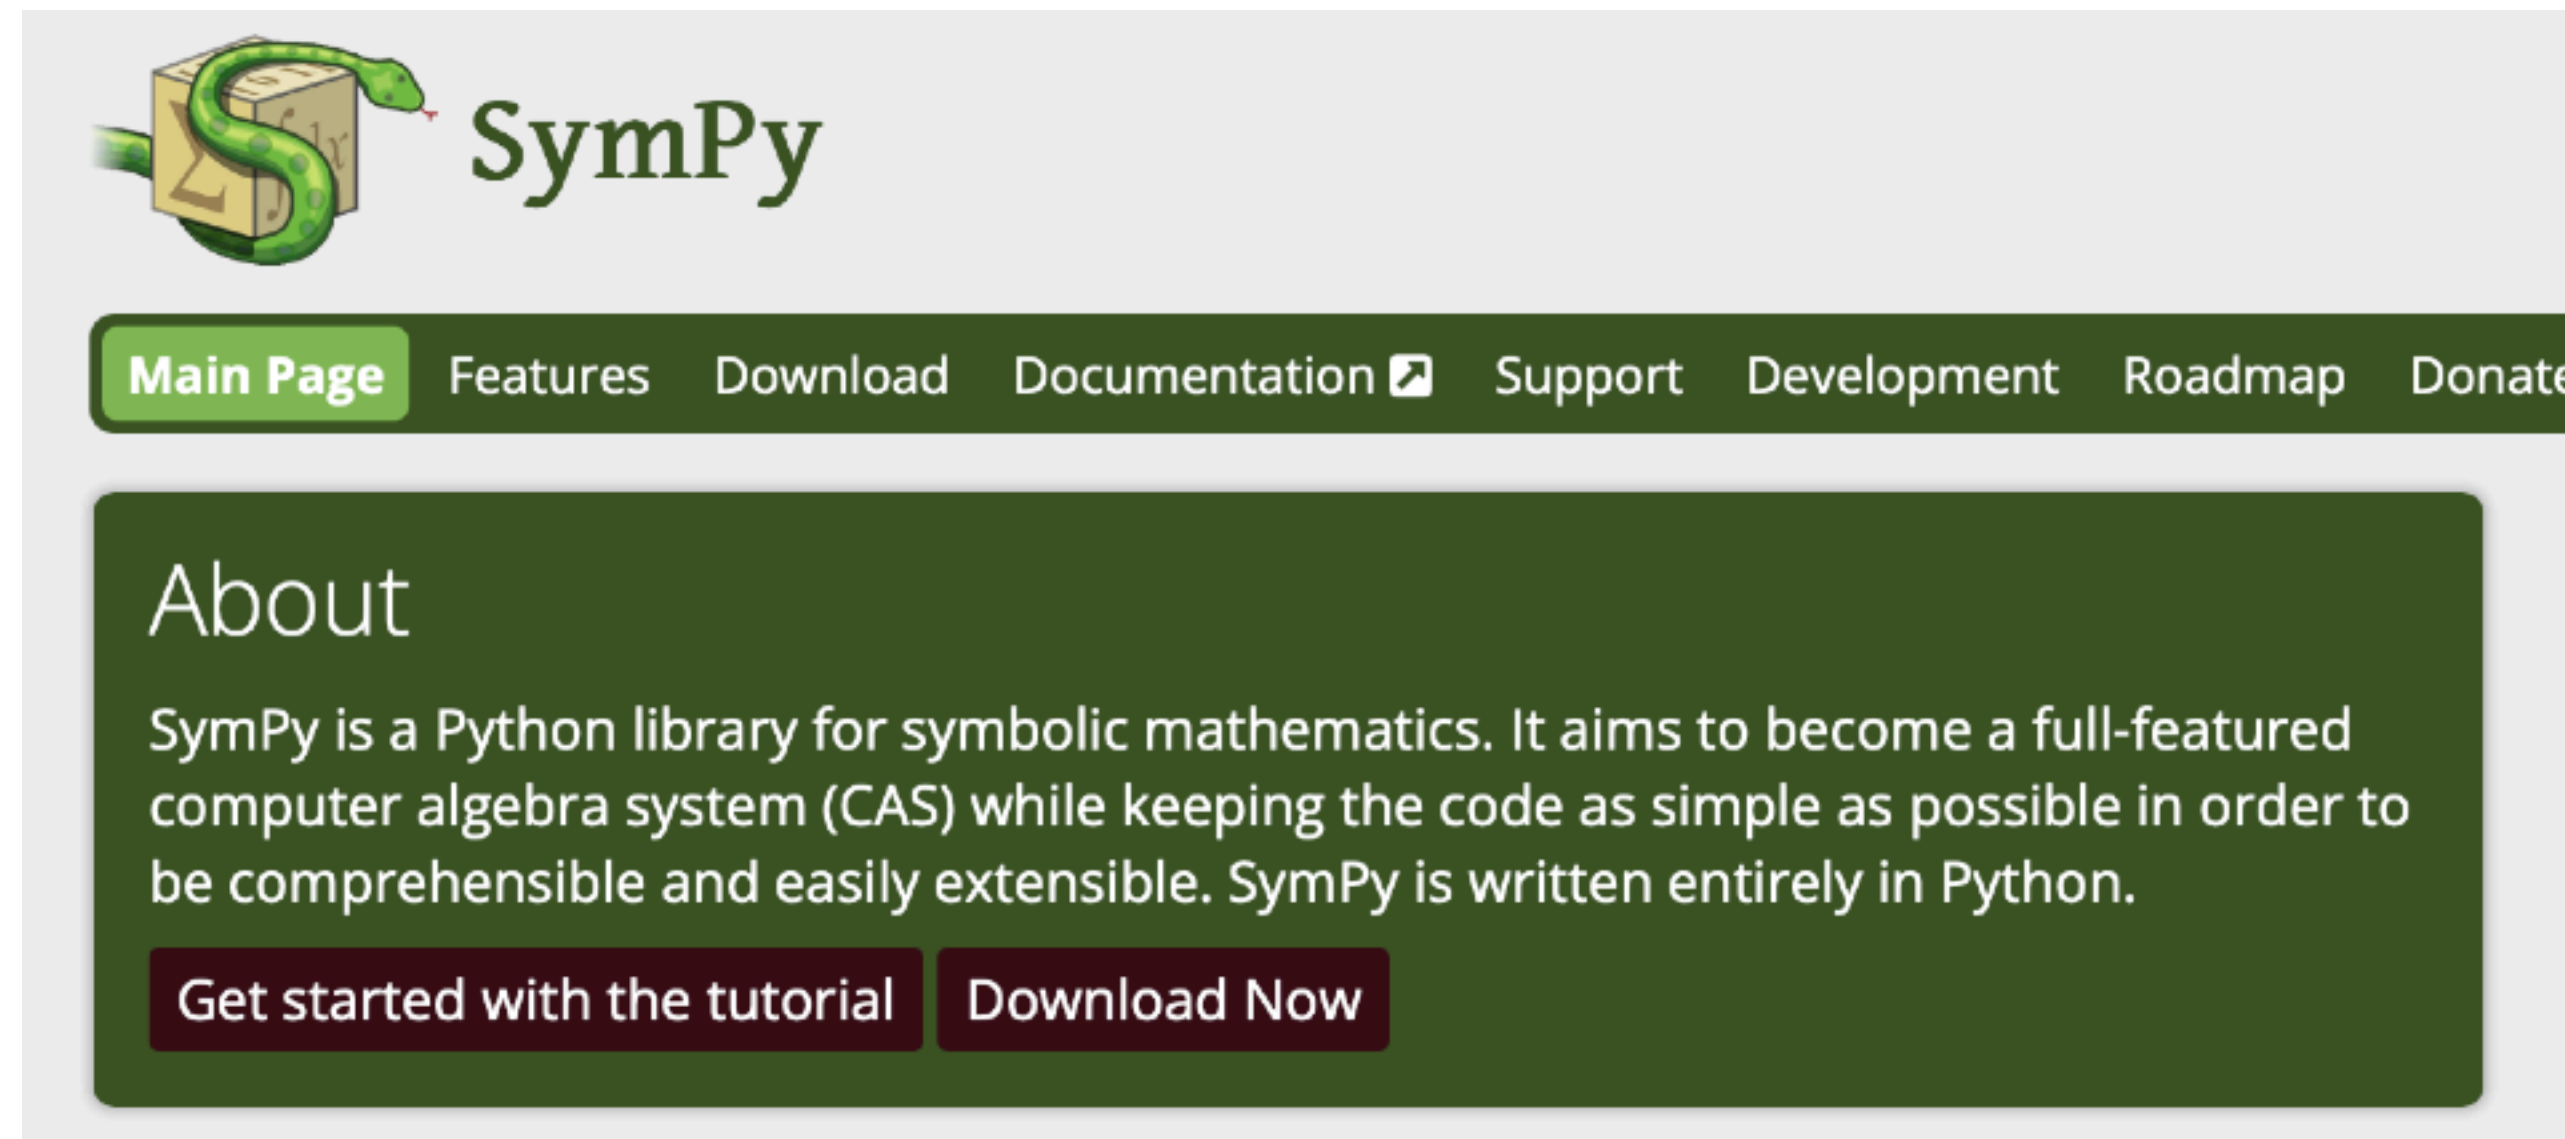 SymPy
Main Page Features Download Documentation Support Development Roadmap Donate
About
SymPy is a Python library for symbolic mathematics. It aims to become a full-featured
computer algebra system (CAS) while keeping the code as simple as possible in order to
be comprehensible and easily extensible. SymPy is written entirely in Python.
Get started with the tutorial Download Now